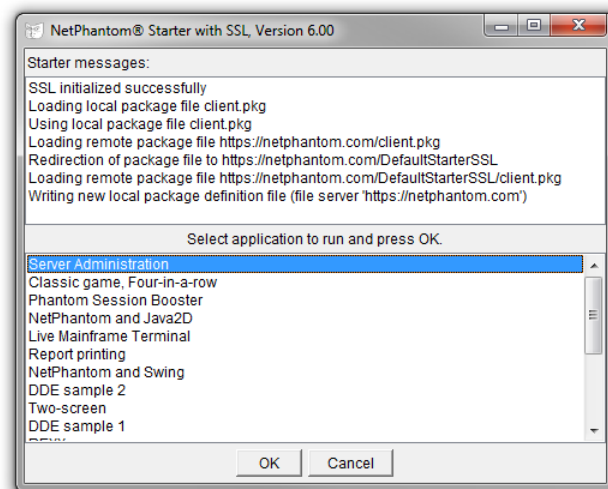 NetPhantom® Starter with SSL, Version 6.00
Starter messages:
SSL initialized successfully
Loading local package file client.pkg
Using local package file client.pkg
Loading remote package file https://netphantom.com/client.pkg
Redirection of package file to https://netphantom.com/DefaultStarterSSL
Loading remote package file https://netphantom.com/DefaultStarterSSL/client.pkg
Writing new local package definition file (file server 'https://netphantom.com')
Select application to run and press OK.
Server Administration
Classic game, Four-in-a-row
Phantom Session Booster
NetPhantom and Java2D
Live Mainframe Terminal
Report printing
NetPhantom and Swing
DDE sample 2
Two-screen
DDE sample 1
OK Cancel